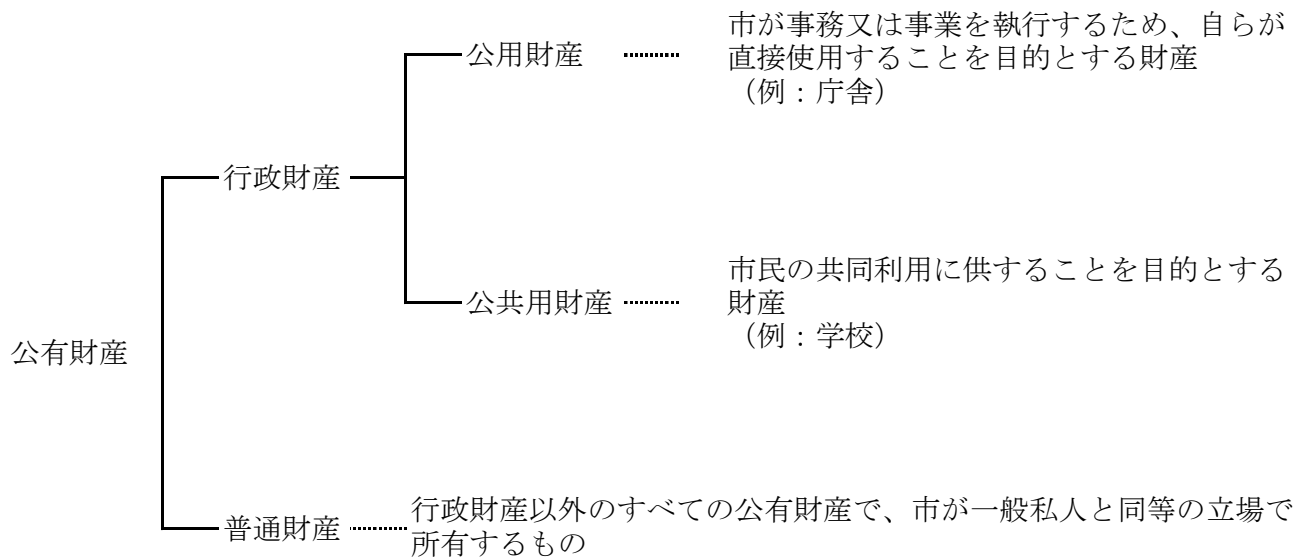 市が事務又は事業を執行するため、自らが
公用財産
直接使用することを目的とする財産
（例：庁舎）
行政財産
市民の共同利用に供することを目的とする
公共用財産
財産
（例：学校）
公有財産
行政財産以外のすべての公有財産で、市が一般私人と同等の立場で
普通財産
所有するもの